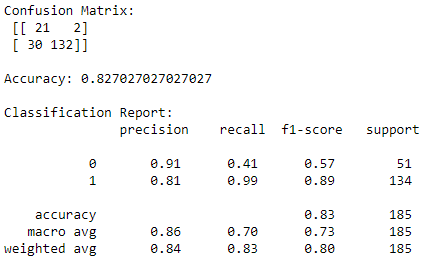 Confusion Matrix:
[[ 21 2]
[ 30 132]]
Accuracy: 0.827027027027027
Classification Report:
precision recall f1-score support
0 0.91 0.41 0.57 51
1 0.81 0.99 0.89 134
accuracy 0.83 185
macro avg 0.86 0.70 0.73 185
weighted avg 0.84 0.83 0.80 185